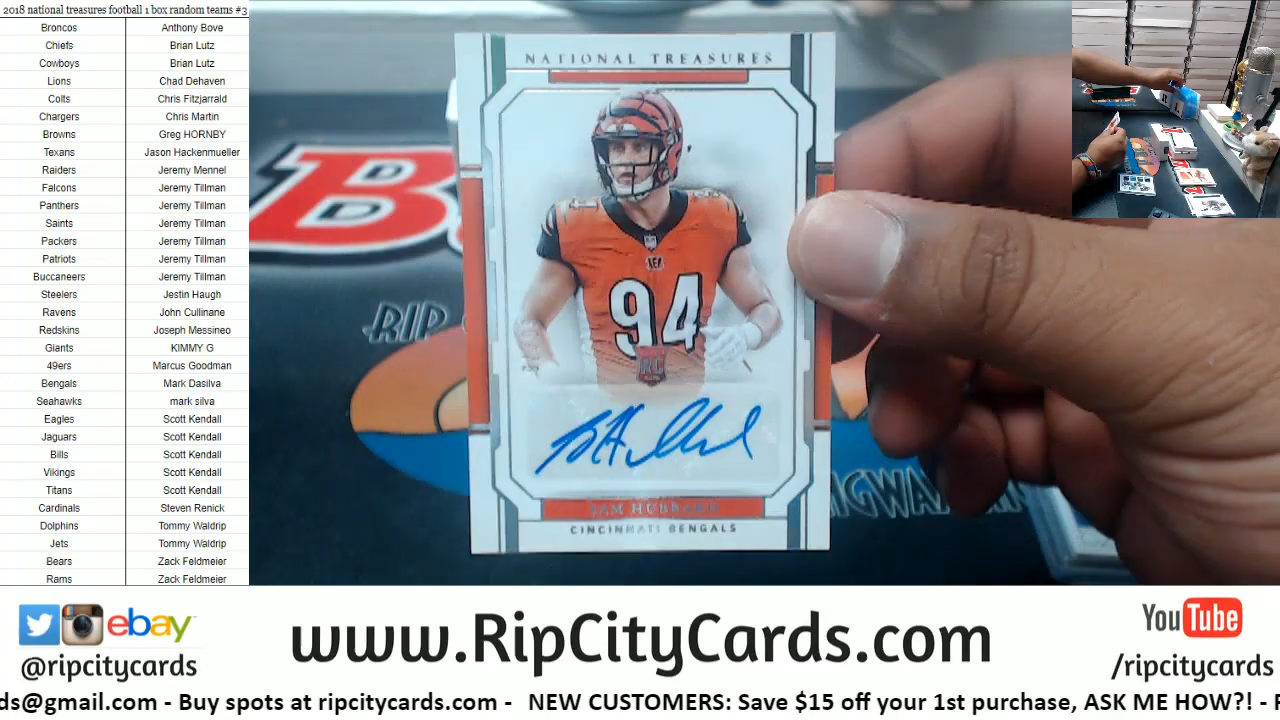 2018 national treasures football 1 box random teams #3
Broncos Anthony Bove
Chiefs Brian Lutz
Cowboys Brian Lutz
Lions Chad Dehaven
Colts Chris Fitzjarrald
Chargers Chris Martin
Browns Greg HORNBY
Texans Jason Hackenmueller
Raiders Jeremy Mennel
Falcons Jeremy Tillman
Panthers Jeremy Tillman
Saints Jeremy Tillman
Packers Jeremy Tillman
Patriots Jeremy Tillman
Buccaneers Jeremy Tillman
Steelers Jestin Haugh
Ravens John Cullinane
Redskins Joseph Messineo
Giants KIMMY G
49ers Marcus Goodman
Bengals Mark Dasilva
Seahawks mark silva
Eagles Scott Kendall
Jaguars Scott Kendall
Bills Scott Kendall
Vikings Scott Kendall
Titans Scott Kendall
Cardinals Steven Renick
Dolphins Tommy Waldrip
Jets Tommy Waldrip
Bears Zack Feldmeier
Rams Zack Feldmeier
NATIONAL TREASURES
94
RC
SAM HUBBARD
CINCINNATI BENGALS
RIP
ebay
@ripcitycards
www.RipCityCards.com
YouTube
/ripcitycards
ds@gmail.com - Buy spots at ripcitycards.com - NEW CUSTOMERS: Save $15 off your 1st purchase, ASK ME HOW?! -